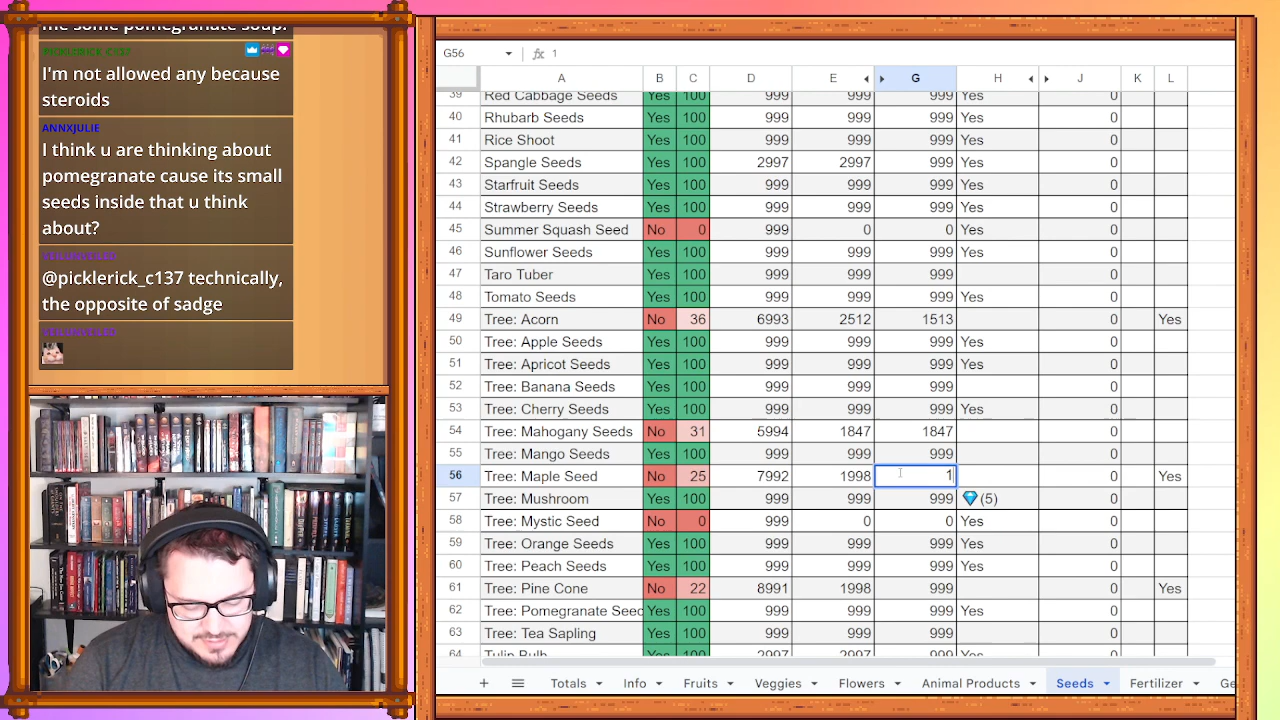 PICKLERICK_C137
I'm not allowed any because
steroids
ANNXJULIE
I think u are thinking about
pomegranate cause its small
seeds inside that u think
about?
@picklerick_c137 technically,
the opposite of sadge
G56 fx 1
A B C D E G H J K L
39 Red Cabbage Seeds Yes 100 999 999 999 Yes 0
40 Rhubarb Seeds Yes 100 999 999 999 Yes 0
41 Rice Shoot Yes 100 999 999 999 Yes 0
42 Spangle Seeds Yes 100 2997 2997 999 Yes 0
43 Starfruit Seeds Yes 100 999 999 999 Yes 0
44 Strawberry Seeds Yes 100 999 999 999 Yes 0
45 Summer Squash Seed No 0 999 0 0 Yes 0
46 Sunflower Seeds Yes 100 999 999 999 Yes 0
47 Taro Tuber Yes 100 999 999 999 0
48 Tomato Seeds Yes 100 999 999 999 Yes 0
49 Tree: Acorn No 36 6993 2512 1513 0 Yes
50 Tree: Apple Seeds Yes 100 999 999 999 Yes 0
51 Tree: Apricot Seeds Yes 100 999 999 999 Yes 0
52 Tree: Banana Seeds Yes 100 999 999 999 0
53 Tree: Cherry Seeds Yes 100 999 999 999 Yes 0
54 Tree: Mahogany Seeds No 31 5994 1847 1847 0
55 Tree: Mango Seeds Yes 100 999 999 999 0
56 Tree: Maple Seed No 25 7992 1998 1 0 Yes
57 Tree: Mushroom Yes 100 999 999 999 (5) 0
58 Tree: Mystic Seed No 0 999 0 0 Yes 0
59 Tree: Orange Seeds Yes 100 999 999 999 Yes 0
60 Tree: Peach Seeds Yes 100 999 999 999 Yes 0
61 Tree: Pine Cone No 22 8991 1998 999 0 Yes
62 Tree: Pomegranate Seed Yes 100 999 999 999 Yes 0
63 Tree: Tea Sapling Yes 100 999 999 999 0
64 Tulip Bulb Yes 100 2997 2997 999 Yes 0
+ Totals Info Fruits Veggies Flowers Animal Products Seeds Fertilizer Ge